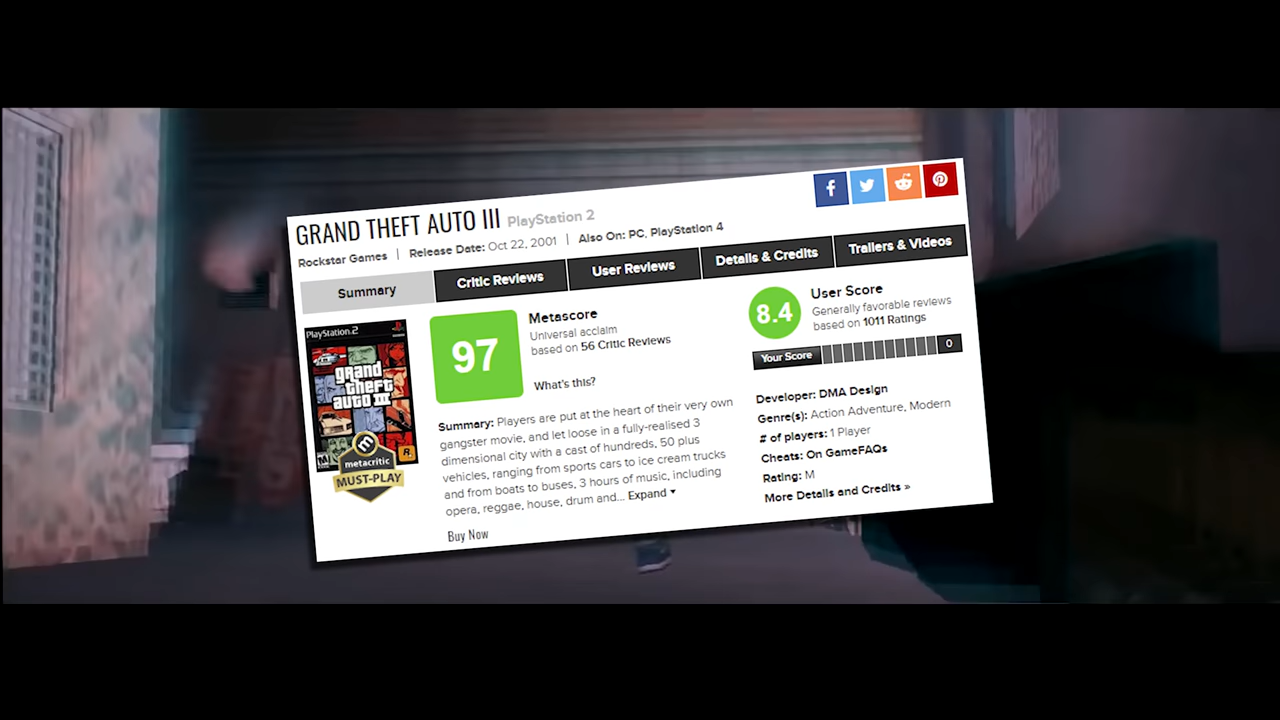 GRAND THEFT AUTO III PlayStation 2
Rockstar Games | Release Date: Oct 22, 2001 | Also On: PC, PlayStation 4
Summary
Critic Reviews
User Reviews
Details & Credits
Trailers & Videos
PlayStation 2
grand
theft
auto III
R
metacritic
MUST-PLAY
97
Metascore
Universal acclaim
based on 56 Critic Reviews
What's this?
Summary: Players are put at the heart of their very own
gangster movie, and let loose in a fully-realised 3
dimensional city with a cast of hundreds, 50 plus
vehicles, ranging from sports cars to ice cream trucks
and from boats to buses, 3 hours of music, including
opera, reggae, house, drum and... Expand
Buy Now
8.4
User Score
Generally favorable reviews
based on 1011 Ratings
Your Score
0
Developer: DMA Design
Genre(s): Action Adventure, Modern
# of players: 1 Player
Cheats: On GameFAQs
Rating: M
More Details and Credits »